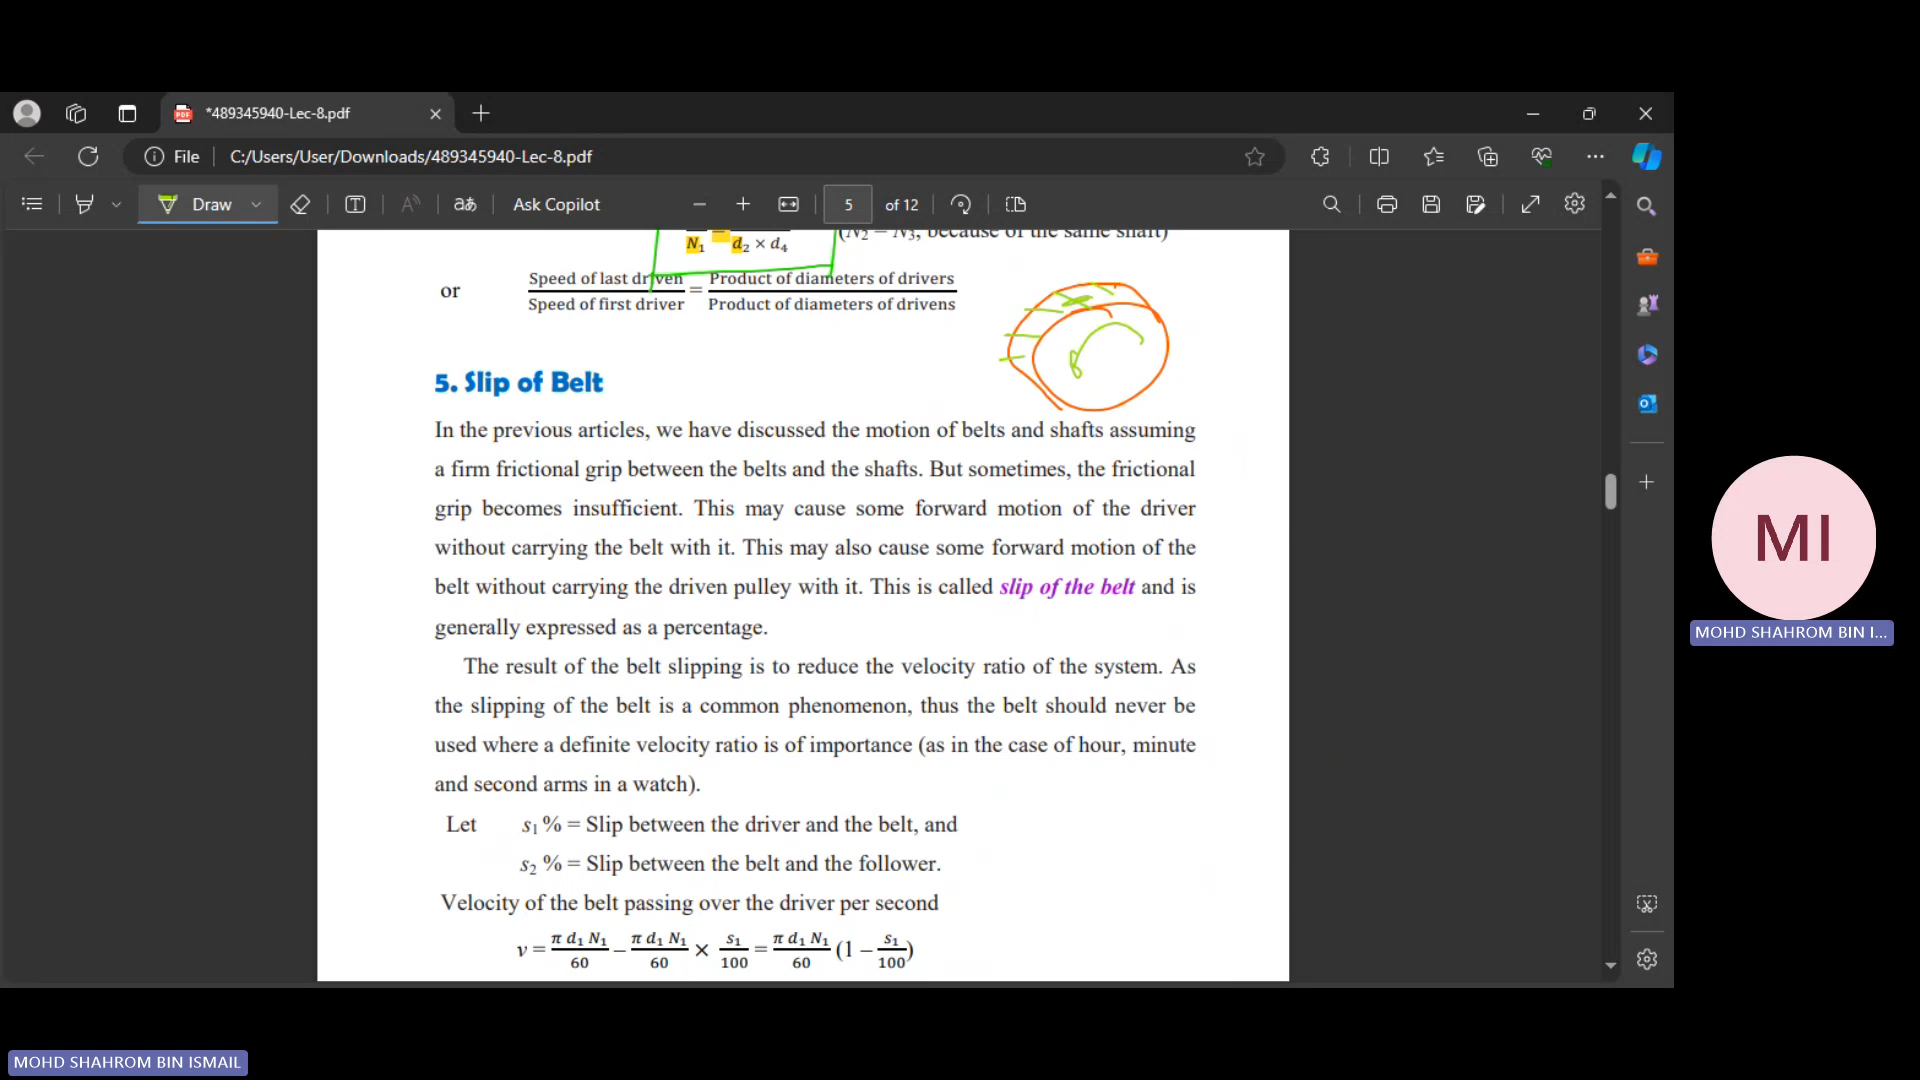 *489345940-Lec-8.pdf
File C:/Users/User/Downloads/489345940-Lec-8.pdf
Draw aあ Ask Copilot 5 of 12
N₁ = d₂ × d₄ (N₂ = N₃, because of the same shaft)
or Speed of last driven / Speed of first driver = Product of diameters of drivers / Product of diameters of drivens
5. Slip of Belt
In the previous articles, we have discussed the motion of belts and shafts assuming
a firm frictional grip between the belts and the shafts. But sometimes, the frictional
grip becomes insufficient. This may cause some forward motion of the driver
without carrying the belt with it. This may also cause some forward motion of the
belt without carrying the driven pulley with it. This is called slip of the belt and is
generally expressed as a percentage.
The result of the belt slipping is to reduce the velocity ratio of the system. As
the slipping of the belt is a common phenomenon, thus the belt should never be
used where a definite velocity ratio is of importance (as in the case of hour, minute
and second arms in a watch).
Let s₁ % = Slip between the driver and the belt, and
s₂ % = Slip between the belt and the follower.
Velocity of the belt passing over the driver per second
v = π d₁ N₁ / 60 − π d₁ N₁ / 60 × s₁ / 100 = π d₁ N₁ / 60 (1 − s₁ / 100)
MI
MOHD SHAHROM BIN I...
MOHD SHAHROM BIN ISMAIL